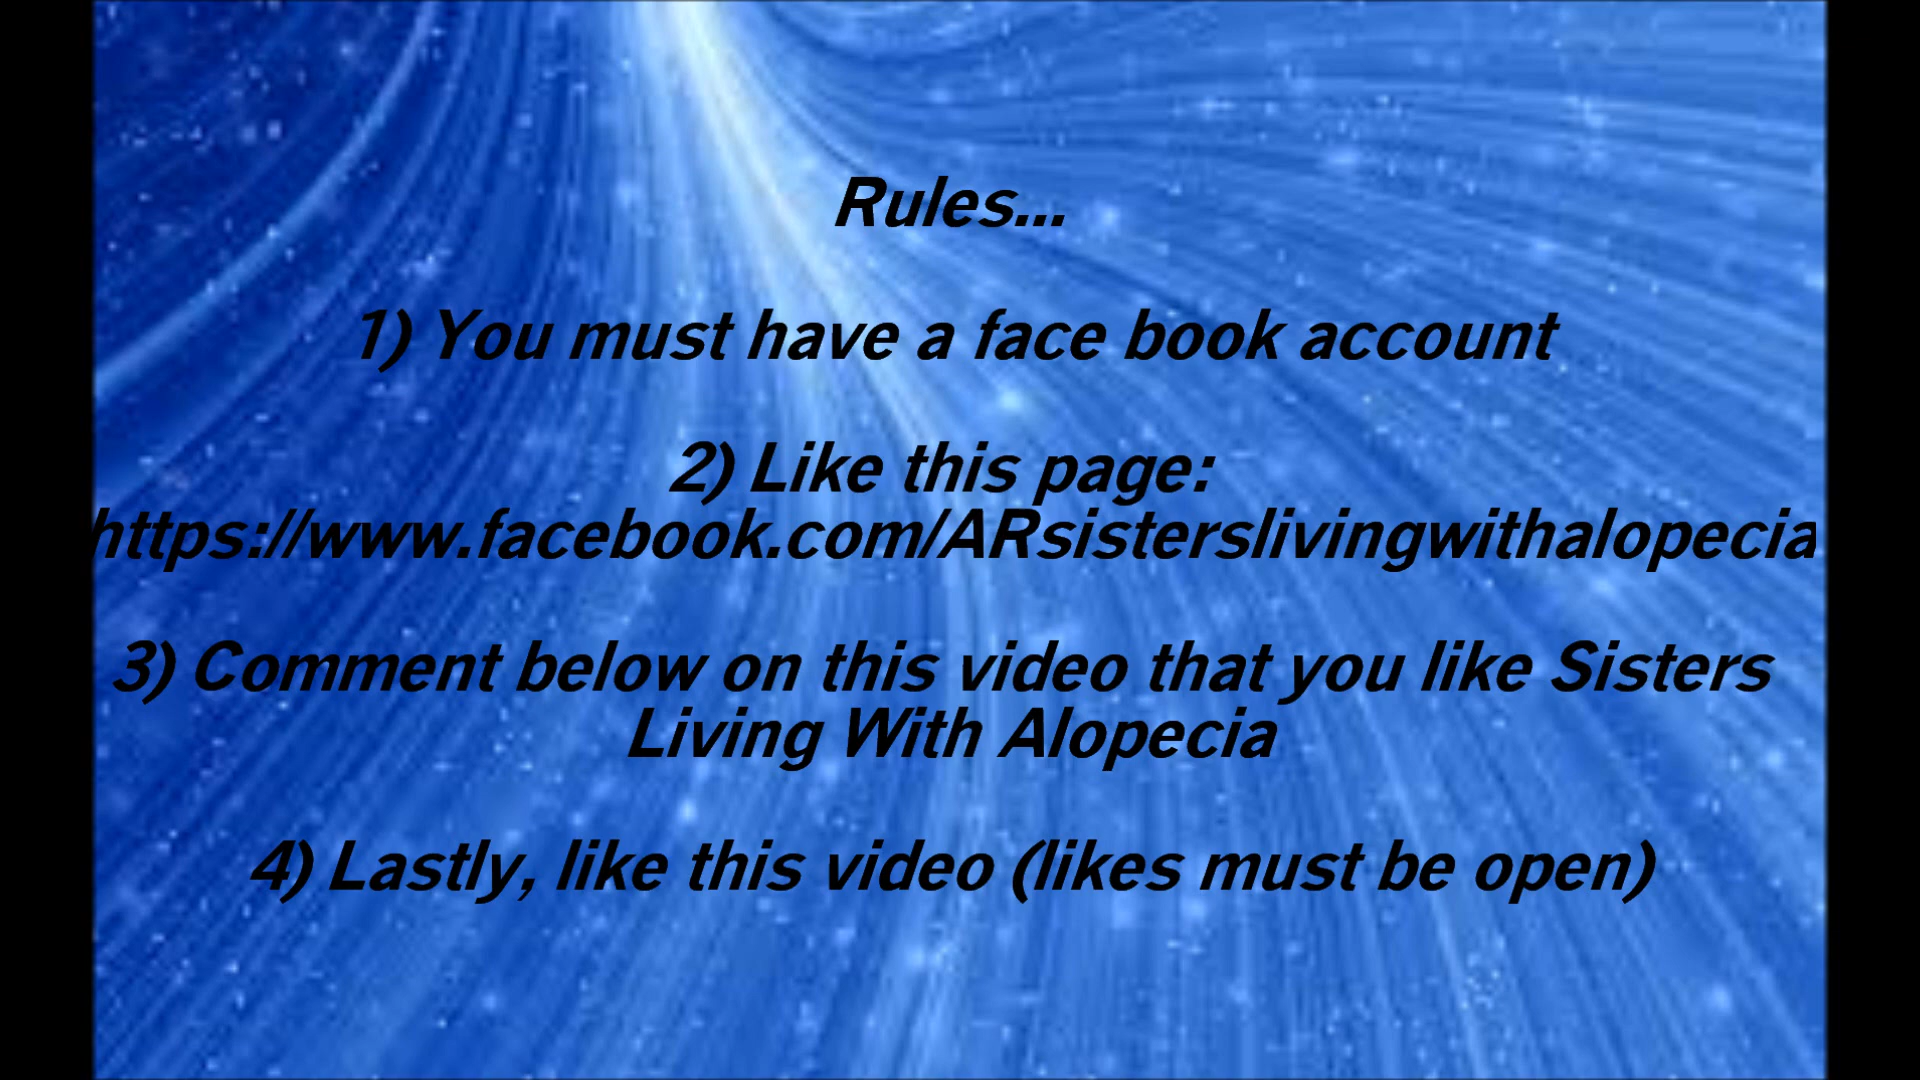 Rules...
1) You must have a face book account
2) Like this page:
https://www.facebook.com/ARsisterslivingwithalopecia
3) Comment below on this video that you like Sisters
Living With Alopecia
4) Lastly, like this video (likes must be open)